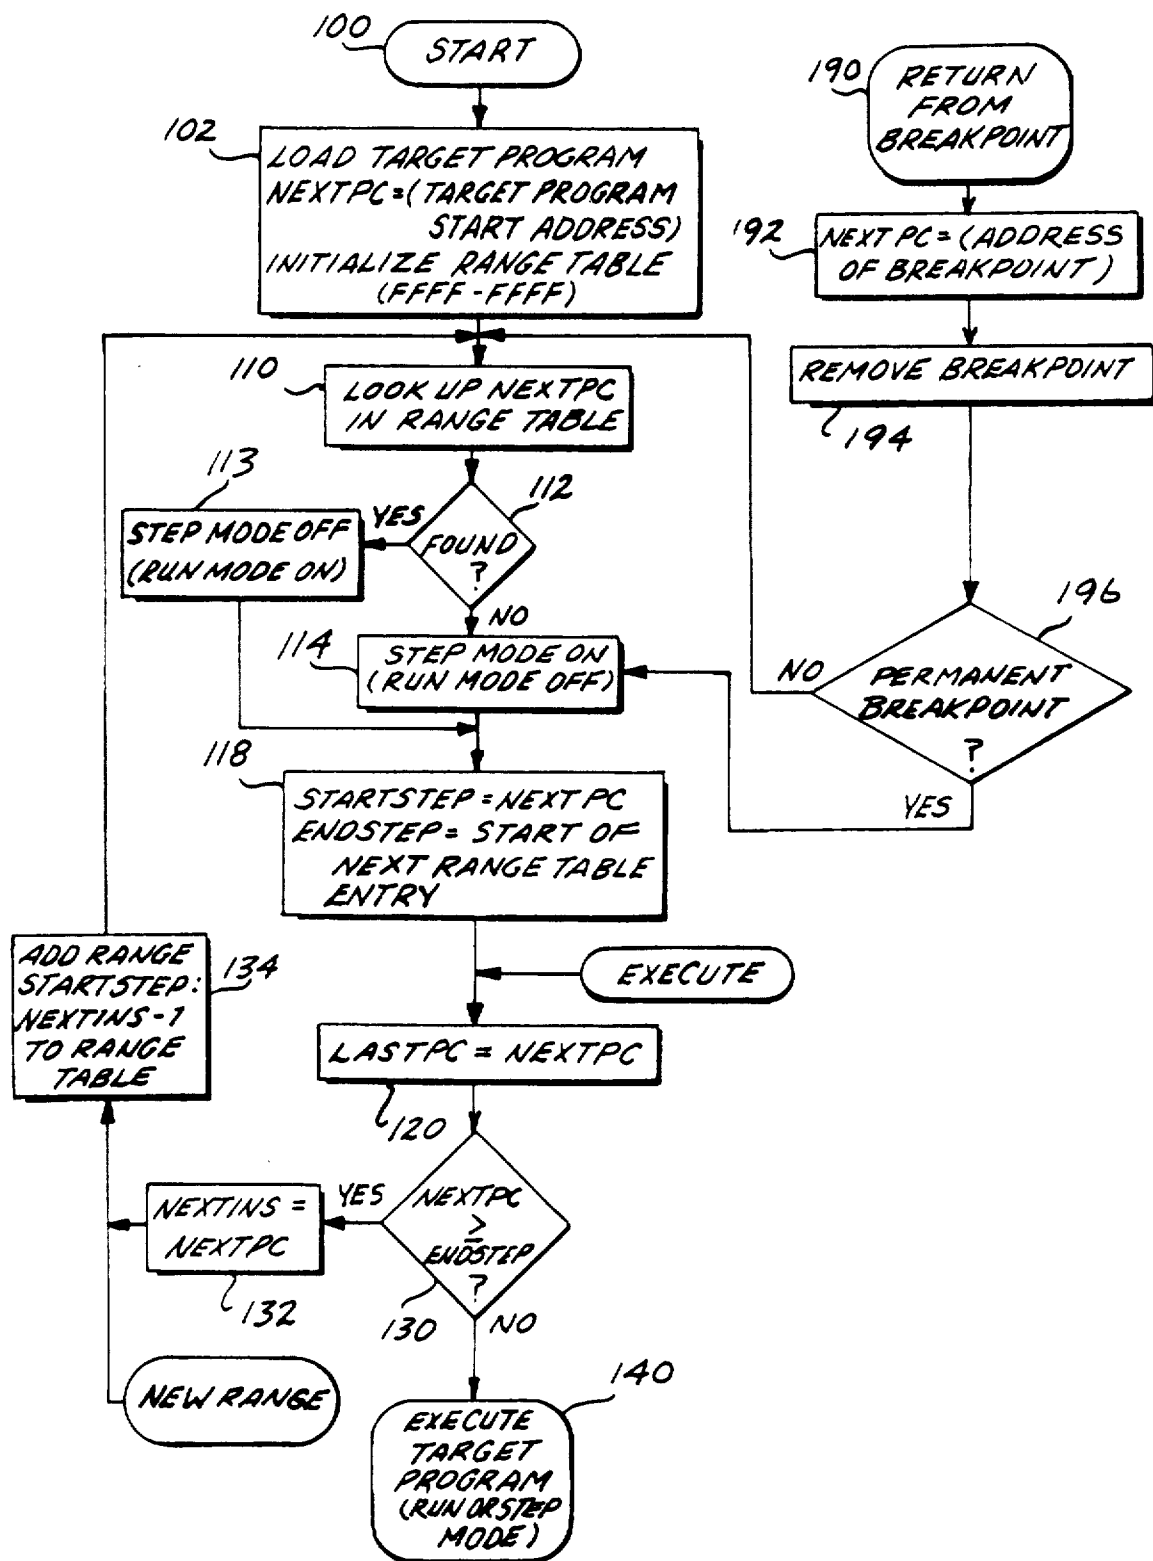 100
START
102
LOAD TARGET PROGRAM
NEXTPC=(TARGET PROGRAM
START ADDRESS)
INITIALIZE RANGE TABLE
(FFFF-FFFF)
110
LOOK UP NEXTPC
IN RANGE TABLE
112
FOUND
?
YES
NO
113
STEP MODE OFF
(RUN MODE ON)
114
STEP MODE ON
(RUN MODE OFF)
118
STARTSTEP=NEXTPC
ENDSTEP= START OF
NEXT RANGE TABLE
ENTRY
EXECUTE
LASTPC = NEXTPC
120
NEXTPC
≥
ENDSTEP
?
130
YES
NO
NEXTINS =
NEXTPC
132
ADD RANGE
STARTSTEP:
NEXTINS-1
TO RANGE
TABLE
134
NEW RANGE
140
EXECUTE
TARGET
PROGRAM
(RUN OR STEP
MODE)
190
RETURN
FROM
BREAKPOINT
192
NEXTPC=(ADDRESS
OF BREAKPOINT)
REMOVE BREAKPOINT
194
196
PERMANENT
BREAKPOINT
?
NO
YES